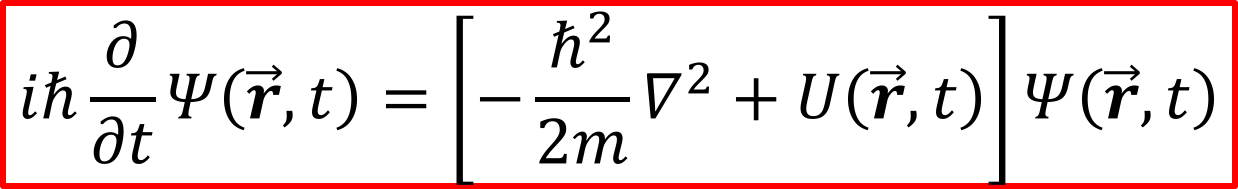 iħ ∂/∂t Ψ(r⃗, t) = [−ħ²/2m ∇² + U(r⃗, t)] Ψ(r⃗, t)